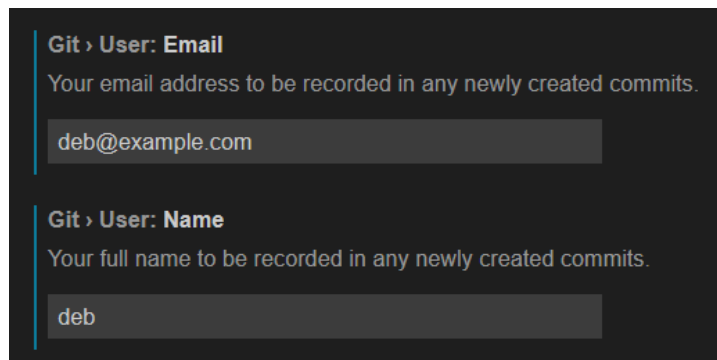 Git › User: Email
Your email address to be recorded in any newly created commits.
deb@example.com
Git › User: Name
Your full name to be recorded in any newly created commits.
deb